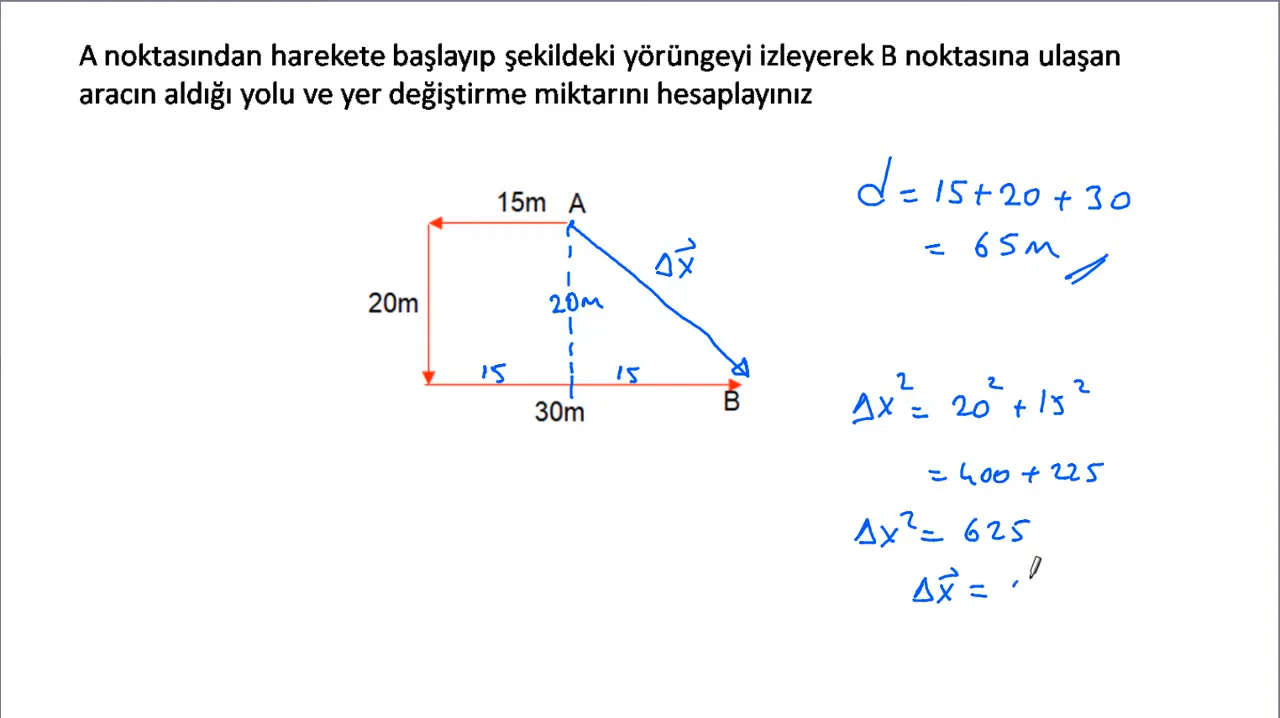 A noktasından harekete başlayıp şekildeki yörüngeyi izleyerek B noktasına ulaşan
aracın aldığı yolu ve yer değiştirme miktarını hesaplayınız
15m A
20m
20m
Δx⃗
15 15
30m
B
d = 15+20+30
= 65m
Δx² = 20² + 15²
= 400 + 225
Δx² = 625
Δx⃗ =